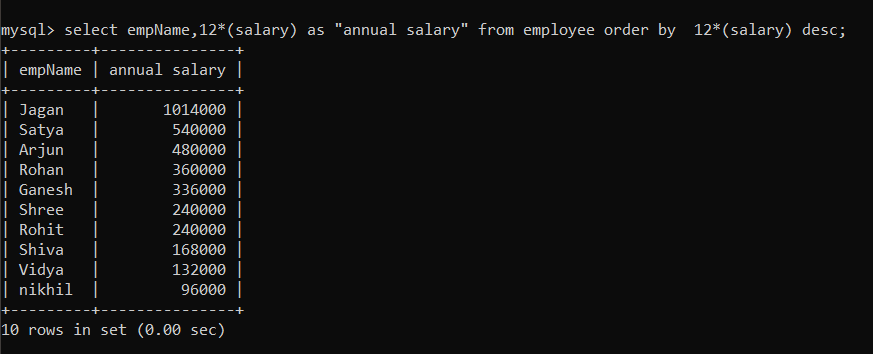 mysql> select empName,12*(salary) as "annual salary" from employee order by  12*(salary) desc;
+---------+---------------+
| empName | annual salary |
+---------+---------------+
| Jagan   |       1014000 |
| Satya   |        540000 |
| Arjun   |        480000 |
| Rohan   |        360000 |
| Ganesh  |        336000 |
| Shree   |        240000 |
| Rohit   |        240000 |
| Shiva   |        168000 |
| Vidya   |        132000 |
| nikhil  |         96000 |
+---------+---------------+
10 rows in set (0.00 sec)